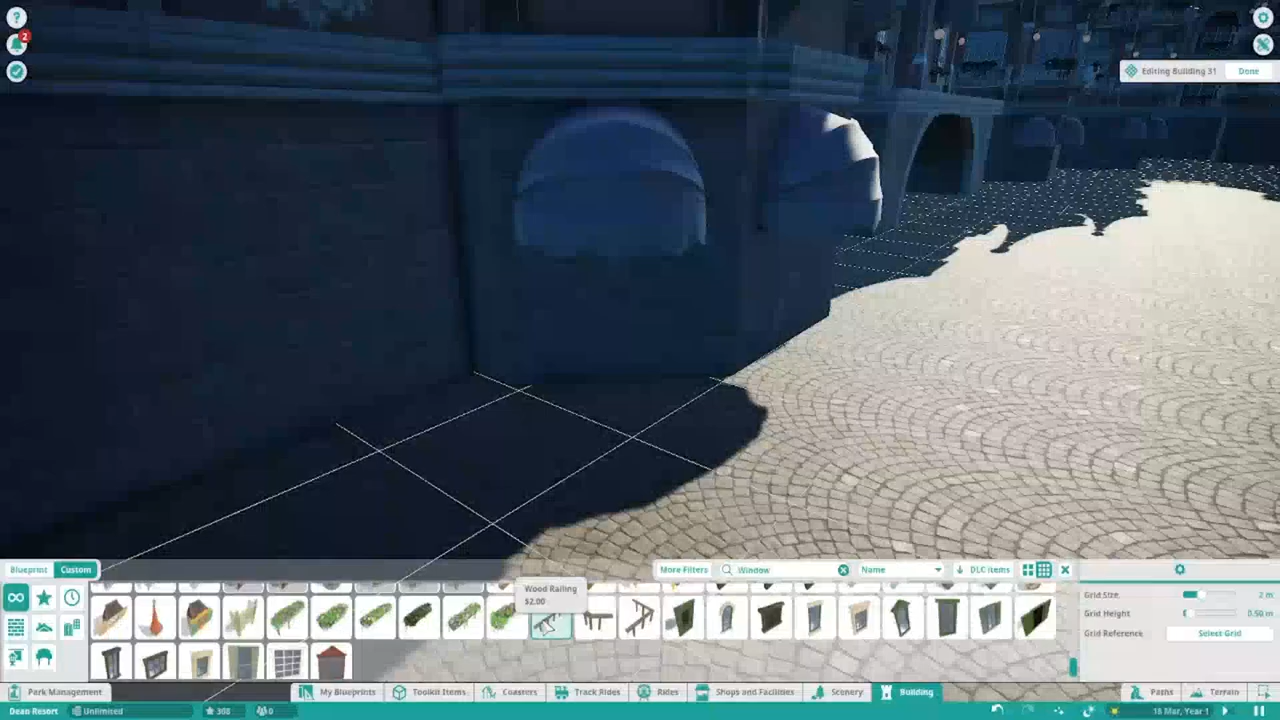 ?
2
Editing Building 31
Done
Blueprint
Custom
More Filters
Window
Name
DLC Items
Wood Railing
$2.00
Grid Size
2 m
Grid Height
0.50 m
Grid Reference
Select Grid
Park Management
My Blueprints
Toolkit Items
Coasters
Track Rides
Rides
Shops and Facilities
Scenery
Building
Paths
Terrain
Dean Resort
Unlimited
308
0
18 Mar, Year 1